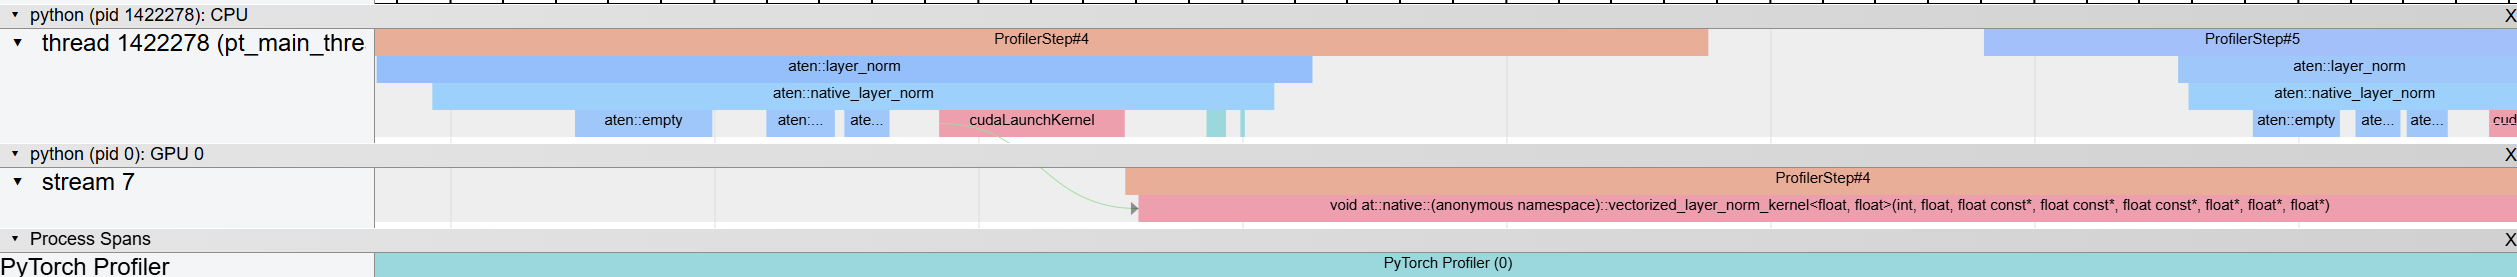 python (pid 1422278): CPU X
thread 1422278 (pt_main_thre ProfilerStep#4 ProfilerStep#5
aten::layer_norm aten::layer_norm
aten::native_layer_norm aten::native_layer_norm
aten::empty aten:... ate... cudaLaunchKernel aten::empty ate... ate... cud
python (pid 0): GPU 0 X
stream 7 ProfilerStep#4
void at::native::(anonymous namespace)::vectorized_layer_norm_kernel<float, float>(int, float, float const*, float const*, float const*, float*, float*, float*)
Process Spans X
PyTorch Profiler PyTorch Profiler (0)